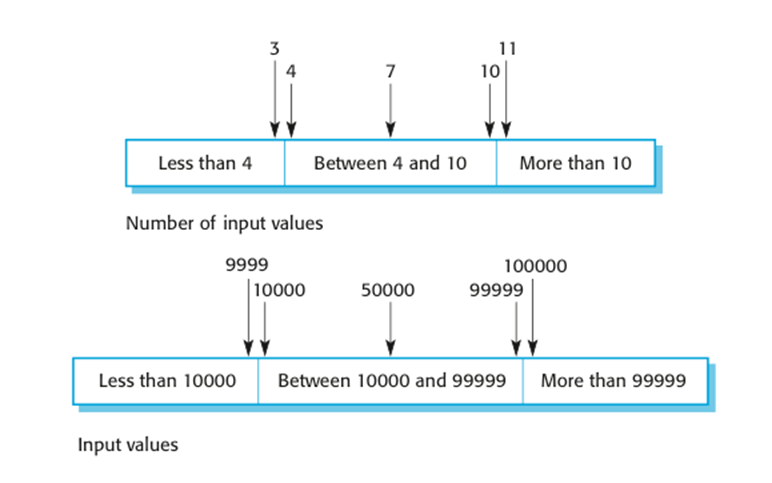 3 11
4 7 10
Less than 4 Between 4 and 10 More than 10
Number of input values
9999 100000
10000 50000 99999
Less than 10000 Between 10000 and 99999 More than 99999
Input values